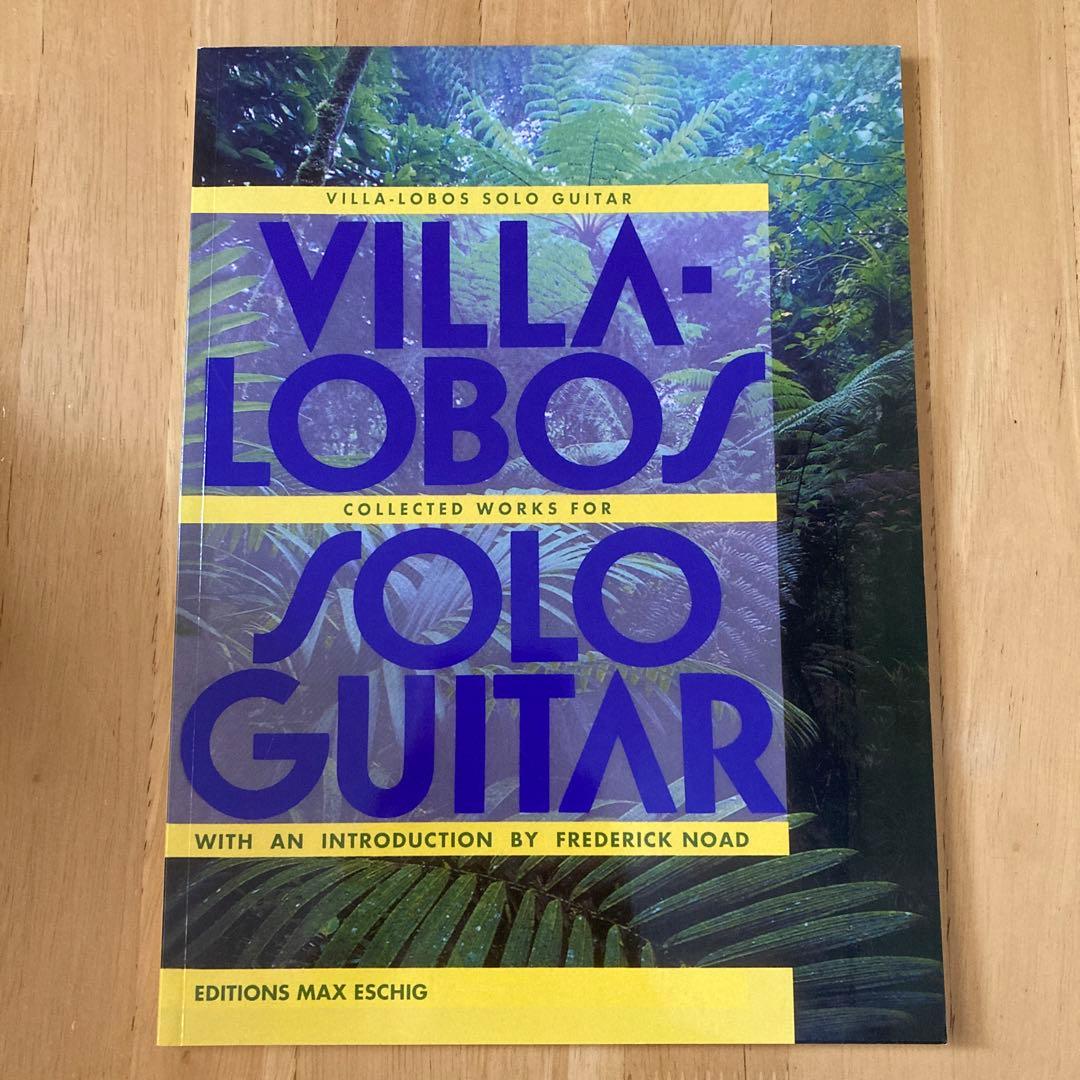 VILLA-LOBOS SOLO GUITAR
VILLA-
LOBOS
COLLECTED WORKS FOR
SOLO
GUITAR
WITH AN INTRODUCTION BY FREDERICK NOAD
EDITIONS MAX ESCHIG